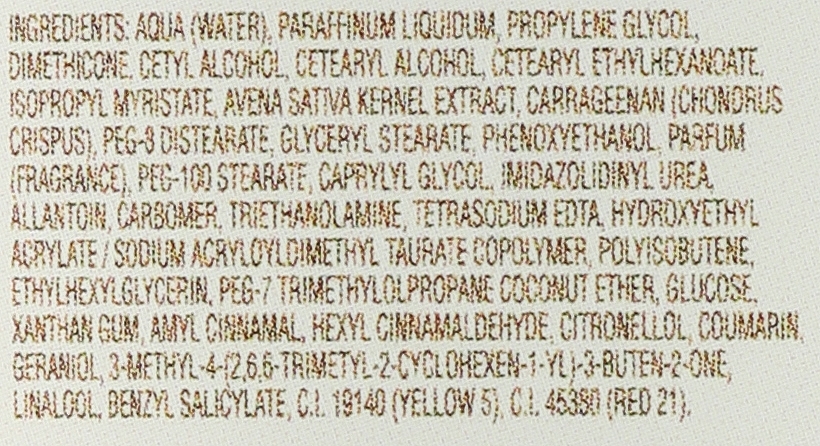 INGREDIENTS: AQUA (WATER), PARAFFINUM LIQUIDUM, PROPYLENE GLYCOL,
DIMETHICONE, CETYL ALCOHOL, CETEARYL ALCOHOL, CETEARYL ETHYLHEXANOATE,
ISOPROPYL MYRISTATE, AVENA SATIVA KERNEL EXTRACT, CARRAGEENAN (CHONDRUS
CRISPUS), PEG-8 DISTEARATE, GLYCERYL STEARATE, PHENOXYETHANOL, PARFUM
(FRAGRANCE), PEG-100 STEARATE, CAPRYLYL GLYCOL, IMIDAZOLIDINYL UREA,
ALLANTOIN, CARBOMER, TRIETHANOLAMINE, TETRASODIUM EDTA, HYDROXYETHYL
ACRYLATE / SODIUM ACRYLOYLDIMETHYL TAURATE COPOLYMER, POLYISOBUTENE,
ETHYLHEXYLGLYCERIN, PEG-7 TRIMETHYLOLPROPANE COCONUT ETHER, GLUCOSE,
XANTHAN GUM, AMYL CINNAMAL, HEXYL CINNAMALDEHYDE, CITRONELLOL, COUMARIN,
GERANIOL, 3-METHYL-4-(2,6,6-TRIMETYL-2-CYCLOHEXEN-1-YL)-3-BUTEN-2-ONE,
LINALOOL, BENZYL SALICYLATE, C.I. 19140 (YELLOW 5), C.I. 45380 (RED 21).